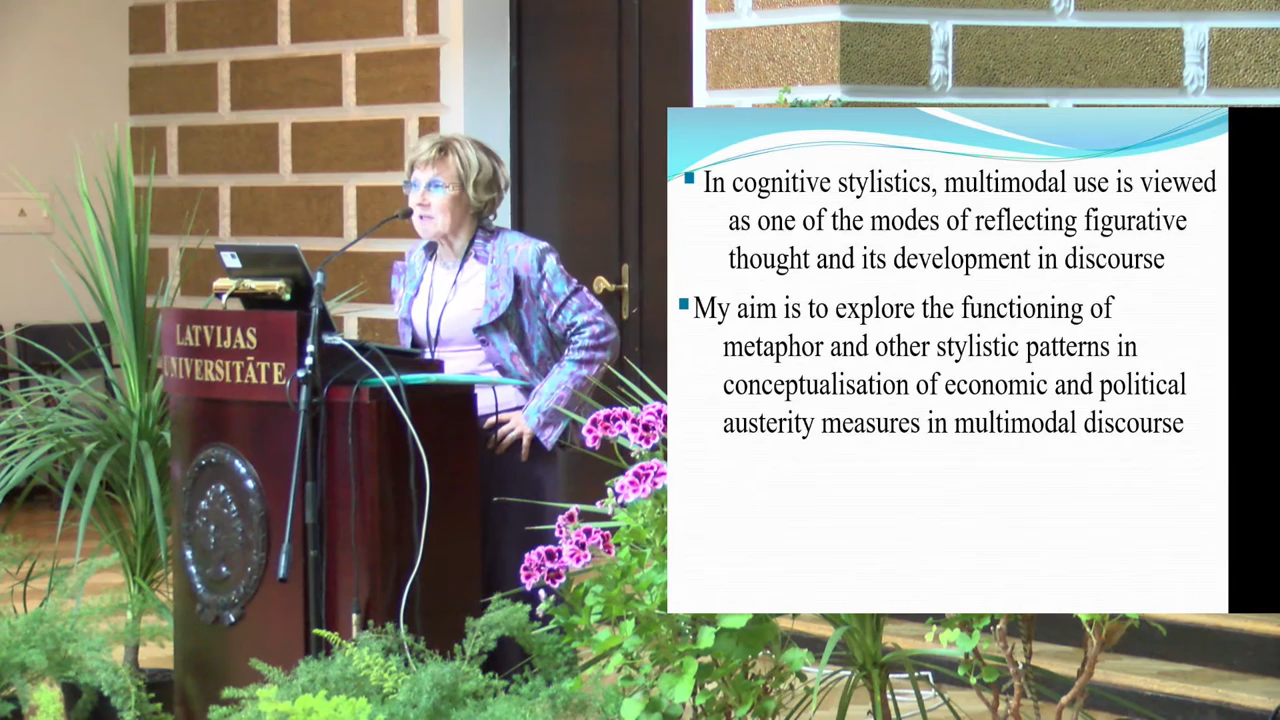 LATVIJAS
UNIVERSITĀTE
In cognitive stylistics, multimodal use is viewed
as one of the modes of reflecting figurative
thought and its development in discourse
My aim is to explore the functioning of
metaphor and other stylistic patterns in
conceptualisation of economic and political
austerity measures in multimodal discourse